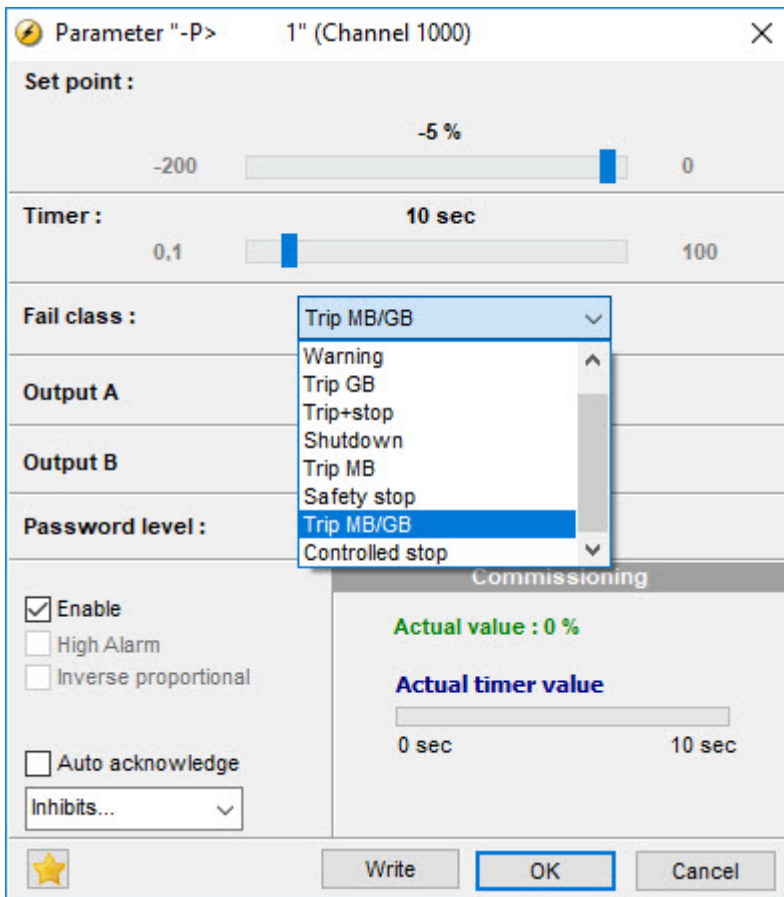 Parameter "-P> 1" (Channel 1000)
Set point :
-5 %
-200 0
Timer :
10 sec
0,1 100
Fail class :
Trip MB/GB
Warning
Trip GB
Trip+stop
Shutdown
Trip MB
Safety stop
Trip MB/GB
Controlled stop
Output A
Output B
Password level :
Enable
High Alarm
Inverse proportional
Auto acknowledge
Inhibits...
Commissioning
Actual value : 0 %
Actual timer value
0 sec 10 sec
Write OK Cancel